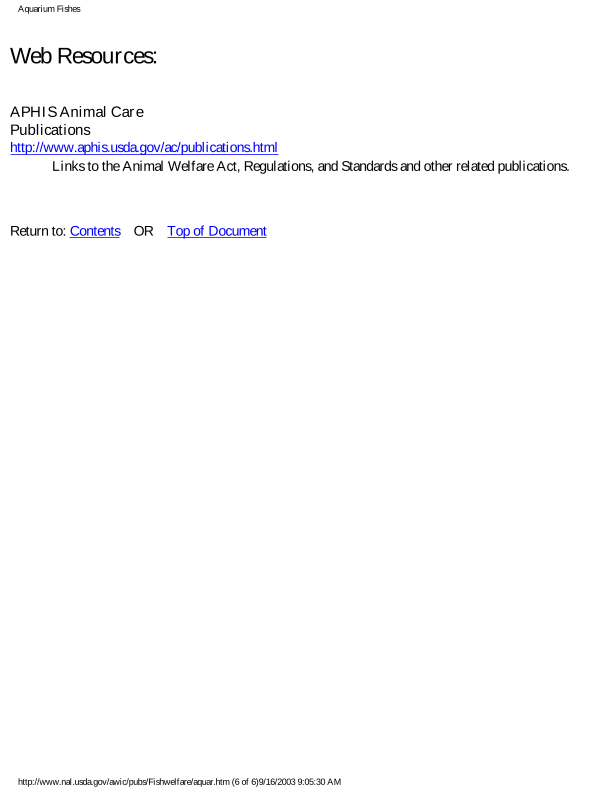 Aquarium Fishes
Web Resources:
APHIS Animal Care
Publications
http://www.aphis.usda.gov/ac/publications.html
Links to the Animal Welfare Act, Regulations, and Standards and other related publications.
Return to: Contents OR Top of Document
http://www.nal.usda.gov/awic/pubs/Fishwelfare/aquar.htm (6 of 6)9/16/2003 9:05:30 AM